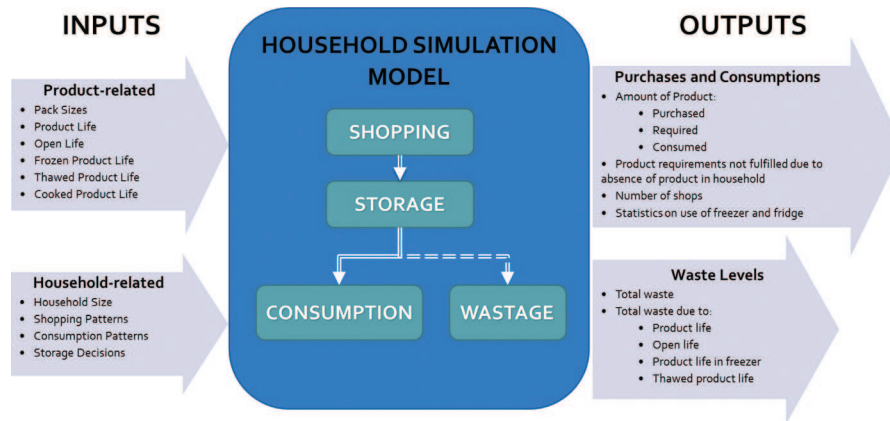 INPUTS
Product-related
• Pack Sizes
• Product Life
• Open Life
• Frozen Product Life
• Thawed Product Life
• Cooked Product Life
Household-related
• Household Size
• Shopping Patterns
• Consumption Patterns
• Storage Decisions
HOUSEHOLD SIMULATION
MODEL
SHOPPING
STORAGE
CONSUMPTION
WASTAGE
OUTPUTS
Purchases and Consumptions
• Amount of Product:
• Purchased
• Required
• Consumed
• Product requirements not fulfilled due to
absence of product in household
• Number of shops
• Statistics on use of freezer and fridge
Waste Levels
• Total waste
• Total waste due to:
• Product life
• Open life
• Product life in freezer
• Thawed product life